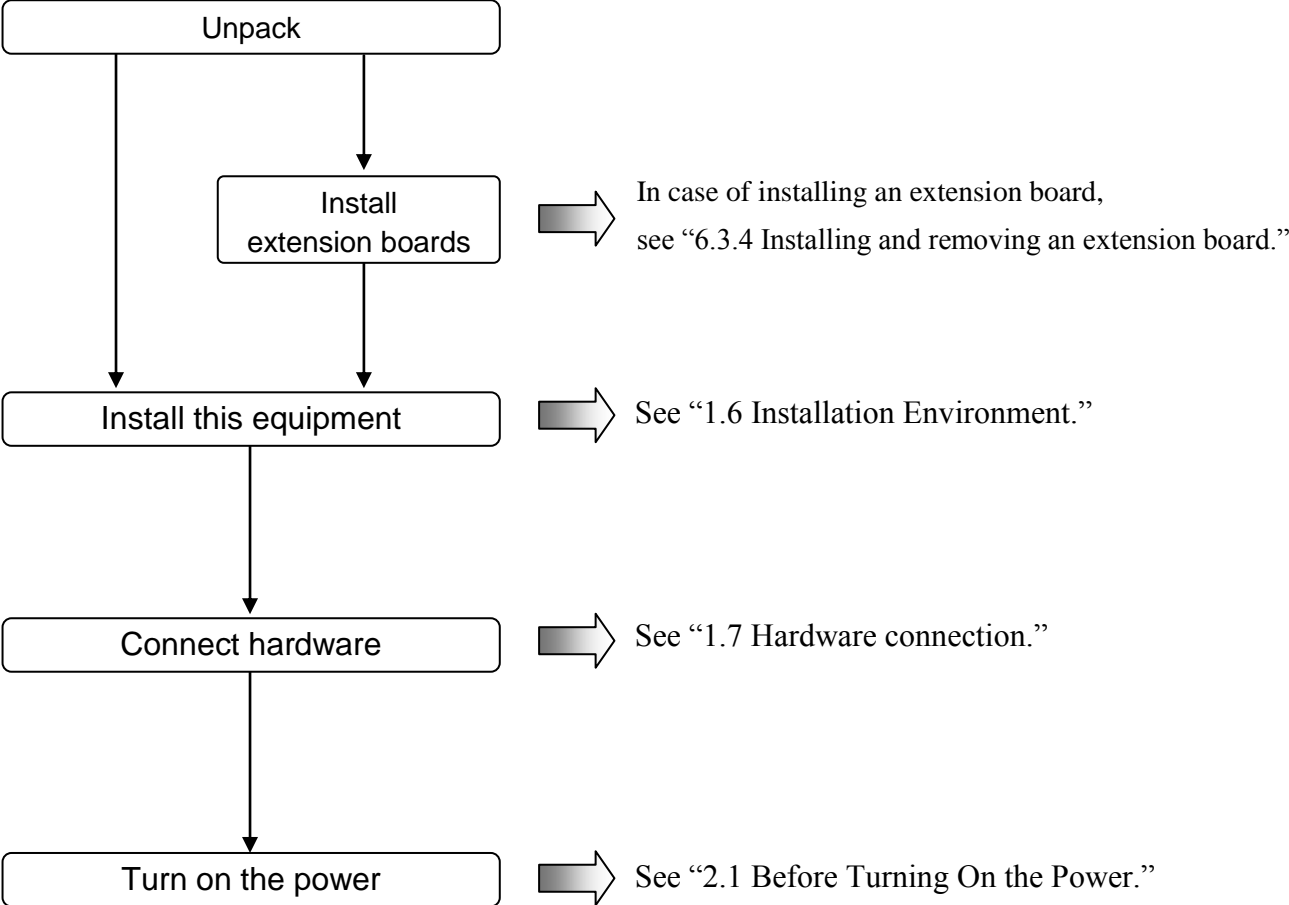 Unpack
Install
extension boards
In case of installing an extension board,
see “6.3.4 Installing and removing an extension board.”
Install this equipment
See “1.6 Installation Environment.”
Connect hardware
See “1.7 Hardware connection.”
Turn on the power
See “2.1 Before Turning On the Power.”